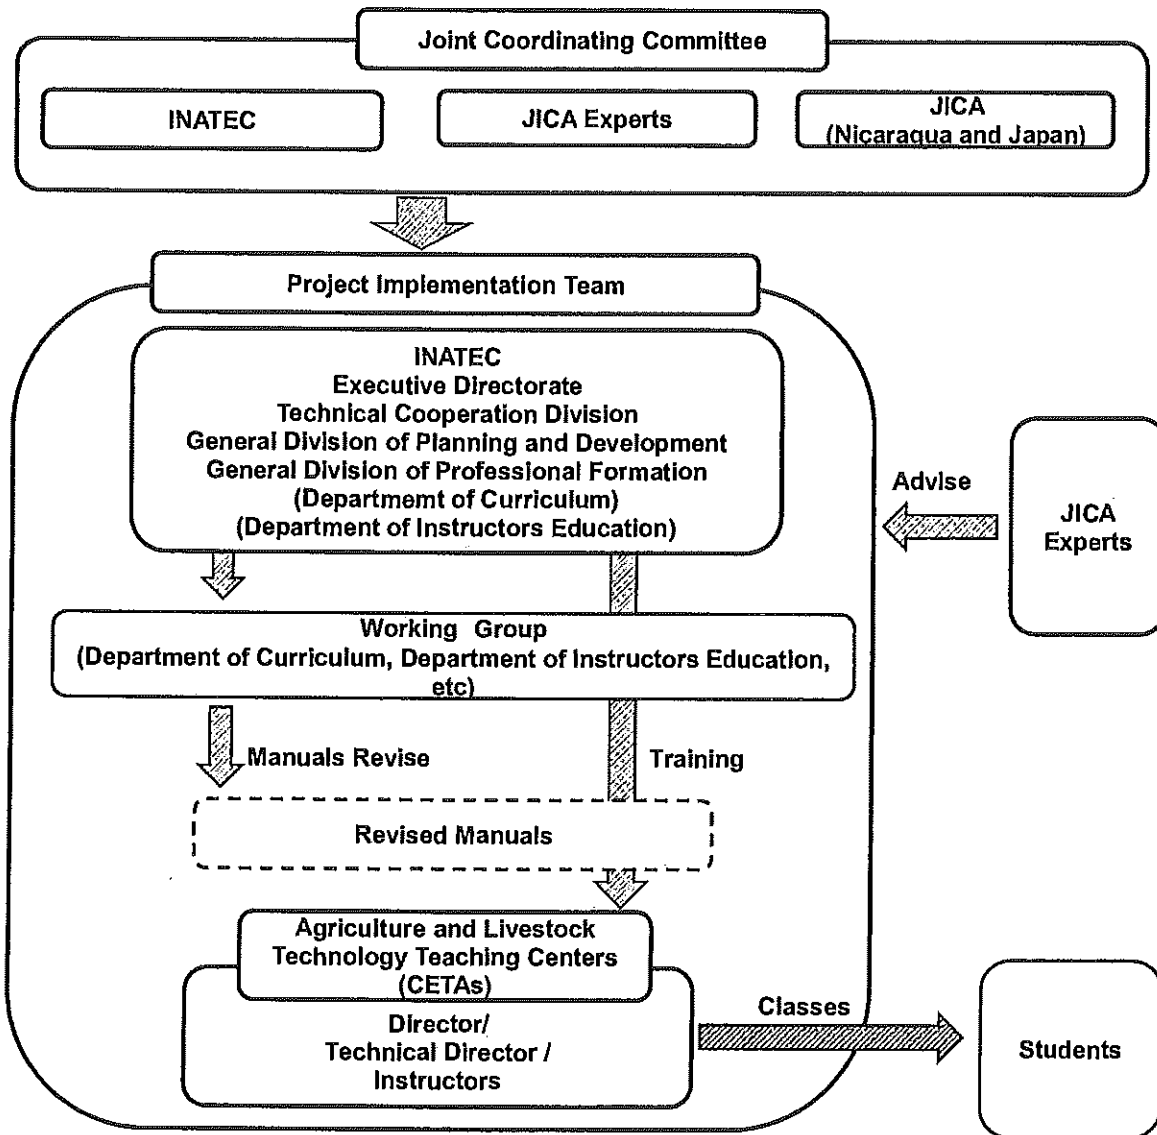 Joint Coordinating Committee
INATEC
JICA Experts
JICA
(Nicaraqua and Japan)
Project Implementation Team
INATEC
Executive Directorate
Technical Cooperation Division
General Division of Planning and Development
General Division of Professional Formation
(Departmemt of Curriculum)
(Department of Instructors Education)
Advise
JICA
Experts
Working Group
(Department of Curriculum, Department of Instructors Education,
etc)
Manuals Revise
Training
Revised Manuals
Agriculture and Livestock
Technology Teaching Centers
(CETAs)
Director/
Technical Director /
Instructors
Classes
Students